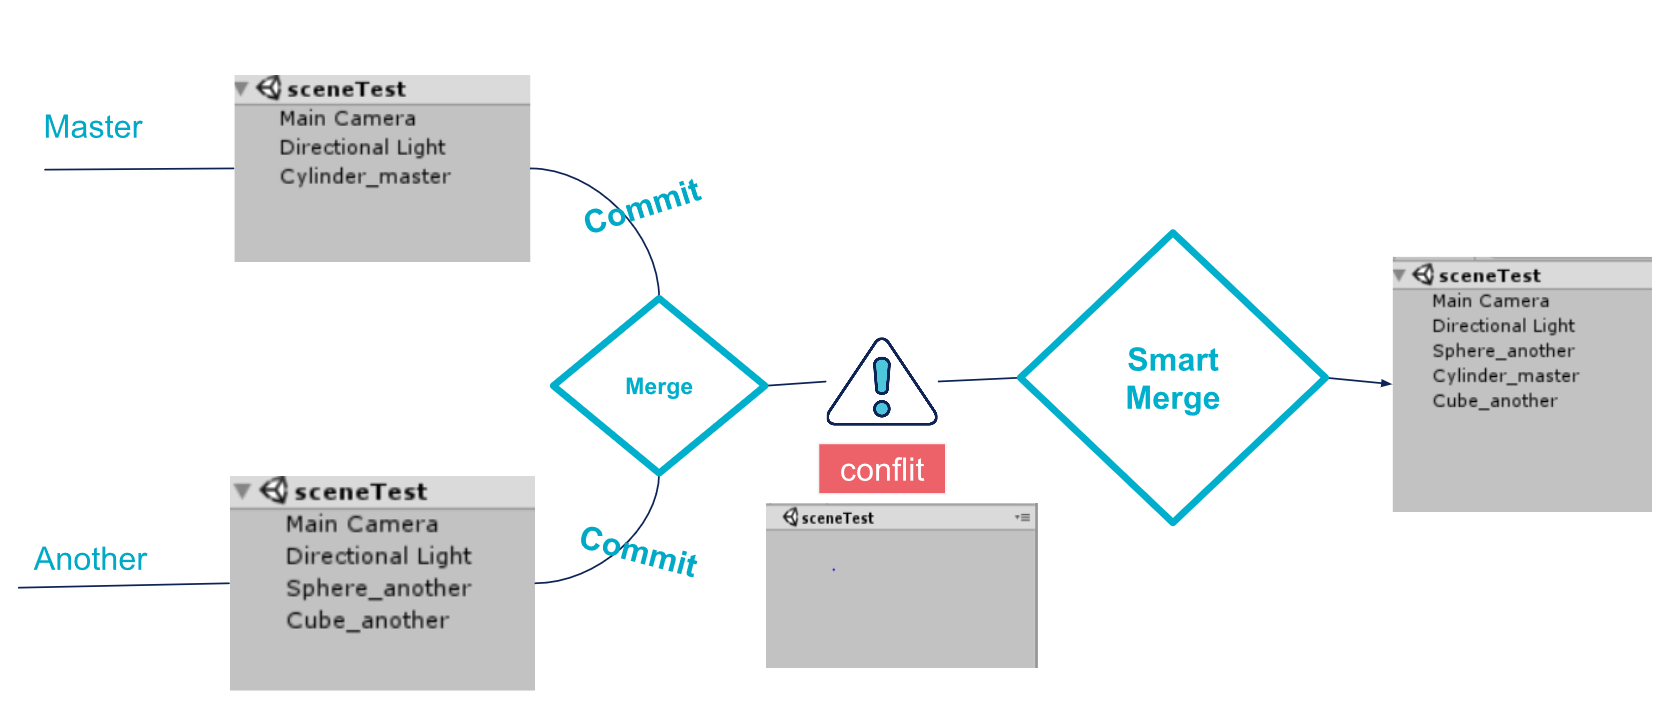 Master
sceneTest
Main Camera
Directional Light
Cylinder_master
Commit
Another
sceneTest
Main Camera
Directional Light
Sphere_another
Cube_another
Commit
Merge
conflit
sceneTest
Smart
Merge
sceneTest
Main Camera
Directional Light
Sphere_another
Cylinder_master
Cube_another